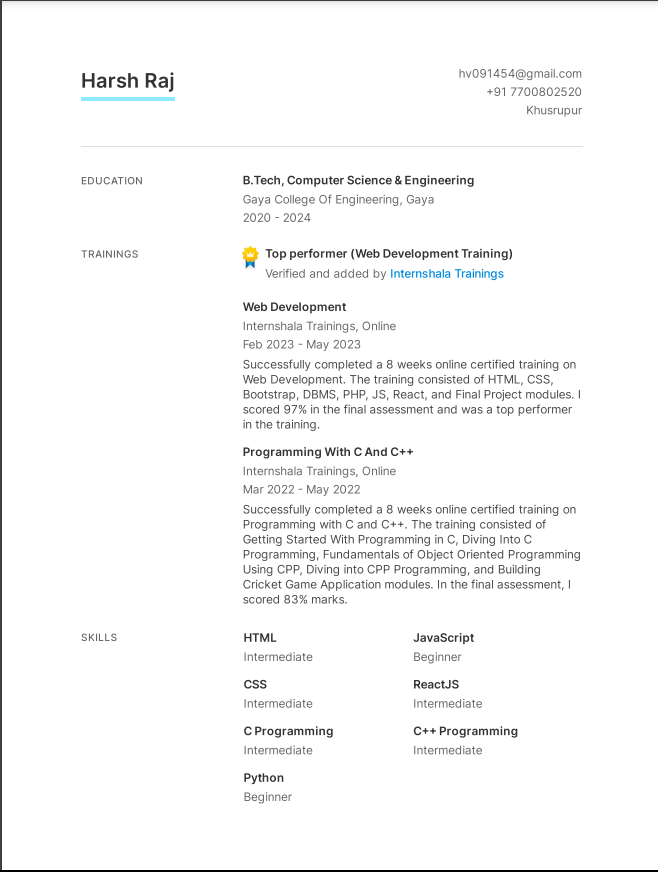 Harsh Raj
hv091454@gmail.com
+91 7700802520
Khusrupur
EDUCATION
B.Tech, Computer Science & Engineering
Gaya College Of Engineering, Gaya
2020 - 2024
TRAININGS
Top performer (Web Development Training)
Verified and added by Internshala Trainings
Web Development
Internshala Trainings, Online
Feb 2023 - May 2023
Successfully completed a 8 weeks online certified training on
Web Development. The training consisted of HTML, CSS,
Bootstrap, DBMS, PHP, JS, React, and Final Project modules. I
scored 97% in the final assessment and was a top performer
in the training.
Programming With C And C++
Internshala Trainings, Online
Mar 2022 - May 2022
Successfully completed a 8 weeks online certified training on
Programming with C and C++. The training consisted of
Getting Started With Programming in C, Diving Into C
Programming, Fundamentals of Object Oriented Programming
Using CPP, Diving into CPP Programming, and Building
Cricket Game Application modules. In the final assessment, I
scored 83% marks.
SKILLS
HTML
Intermediate
JavaScript
Beginner
CSS
Intermediate
ReactJS
Intermediate
C Programming
Intermediate
C++ Programming
Intermediate
Python
Beginner